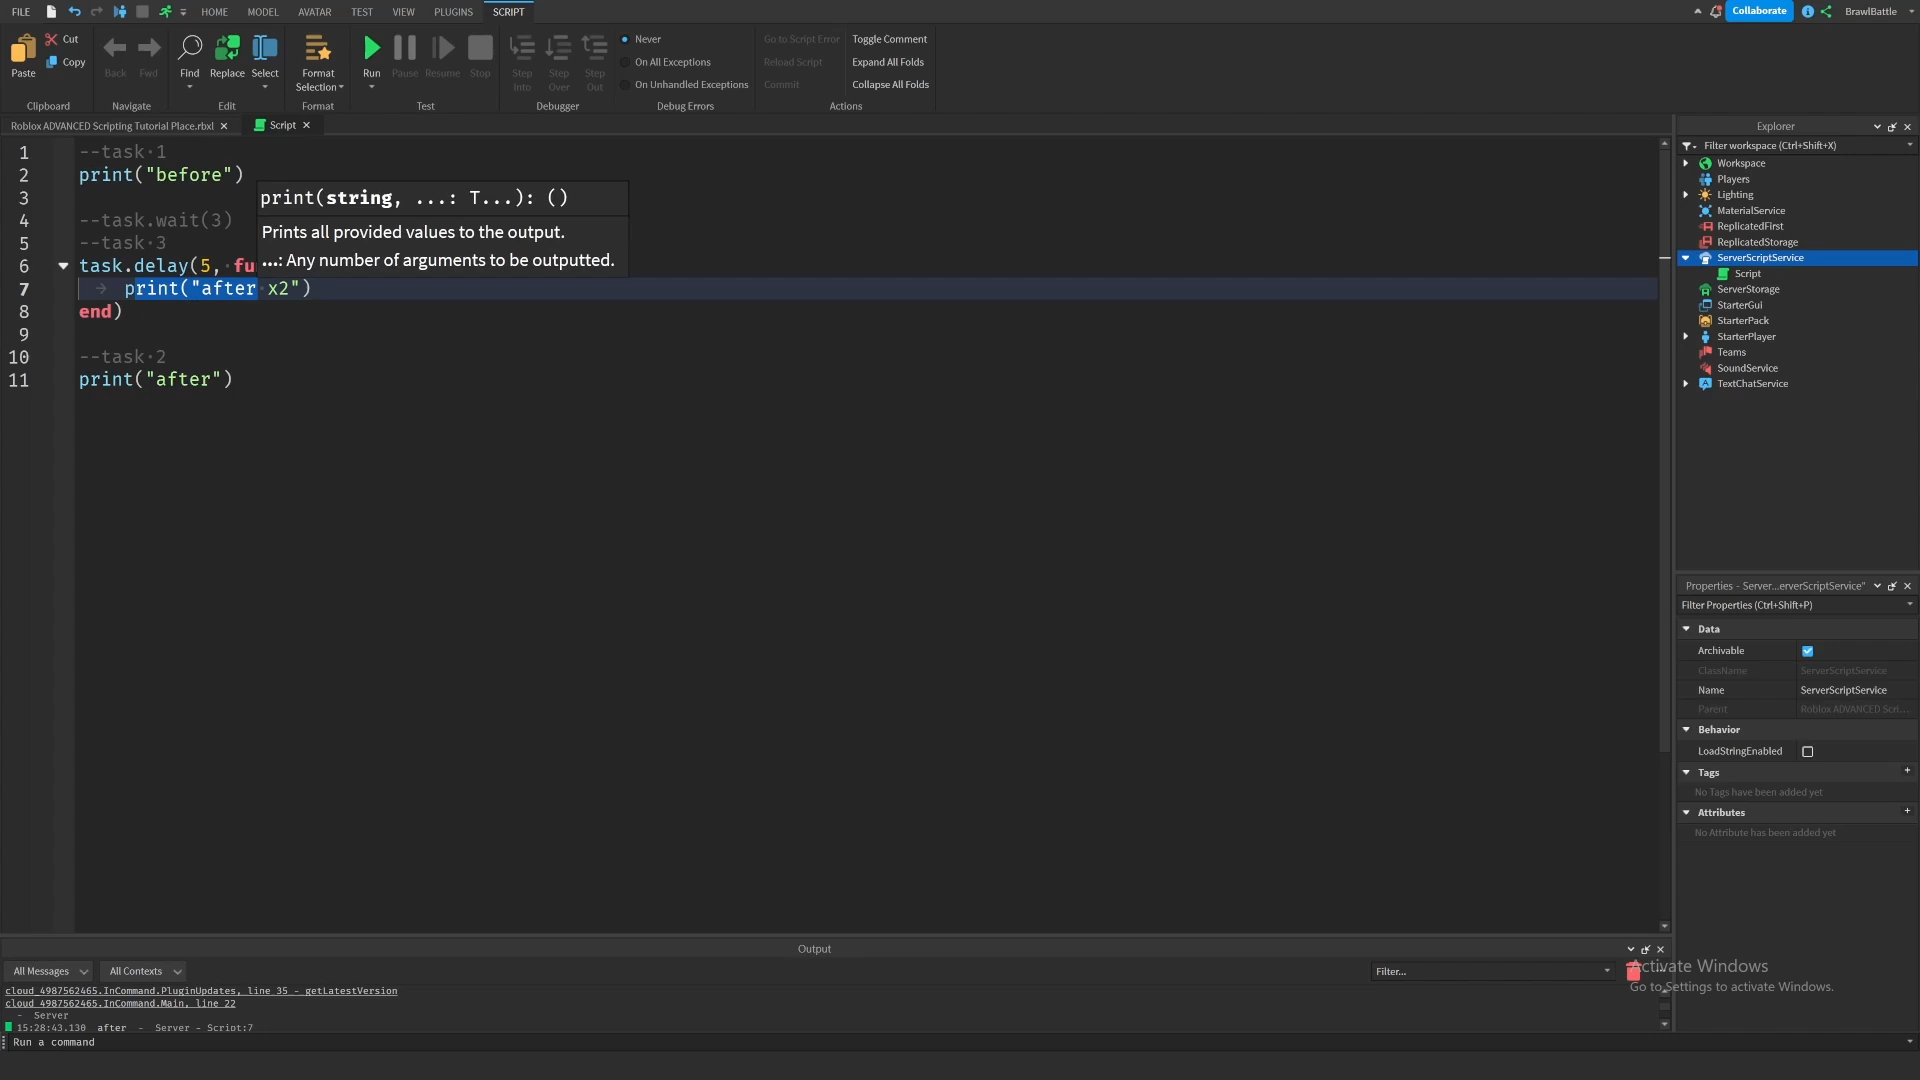 FILE HOME MODEL AVATAR TEST VIEW PLUGINS SCRIPT Collaborate BrawlBattle
Cut
Copy
Paste
Back Fwd
Find Replace Select
Format
Selection
Run Pause Resume Stop
Step Into
Step Over
Step Out
Never
On All Exceptions
On Unhandled Exceptions
Go to Script Error
Reload Script
Commit
Toggle Comment
Expand All Folds
Collapse All Folds
Clipboard Navigate Edit Format Test Debugger Debug Errors Actions
Roblox ADVANCED Scripting Tutorial Place.rbxl Script
1 --task·1
2 print("before")
3
4 --task.wait(3)
5 --task·3
6 task.delay(5,·fu
7 print("after·x2")
8 end)
9
10 --task·2
11 print("after")
print(string, ...: T...): ()
Prints all provided values to the output.
...: Any number of arguments to be outputted.
Explorer
Filter workspace (Ctrl+Shift+X)
Workspace
Players
Lighting
MaterialService
ReplicatedFirst
ReplicatedStorage
ServerScriptService
Script
ServerStorage
StarterGui
StarterPack
StarterPlayer
Teams
SoundService
TextChatService
Properties - Server...erverScriptService"
Filter Properties (Ctrl+Shift+P)
Data
Archivable
ClassName ServerScriptService
Name ServerScriptService
Parent Roblox ADVANCED Scri...
Behavior
LoadStringEnabled
Tags +
No Tags have been added yet
Attributes +
No Attribute has been added yet
Output
All Messages All Contexts Filter...
cloud_4987562465.InCommand.PluginUpdates, line 35 - getLatestVersion
cloud_4987562465.InCommand.Main, line 22
- Server
15:28:43.130 after - Server - Script:7
Run a command
Activate Windows
Go to Settings to activate Windows.